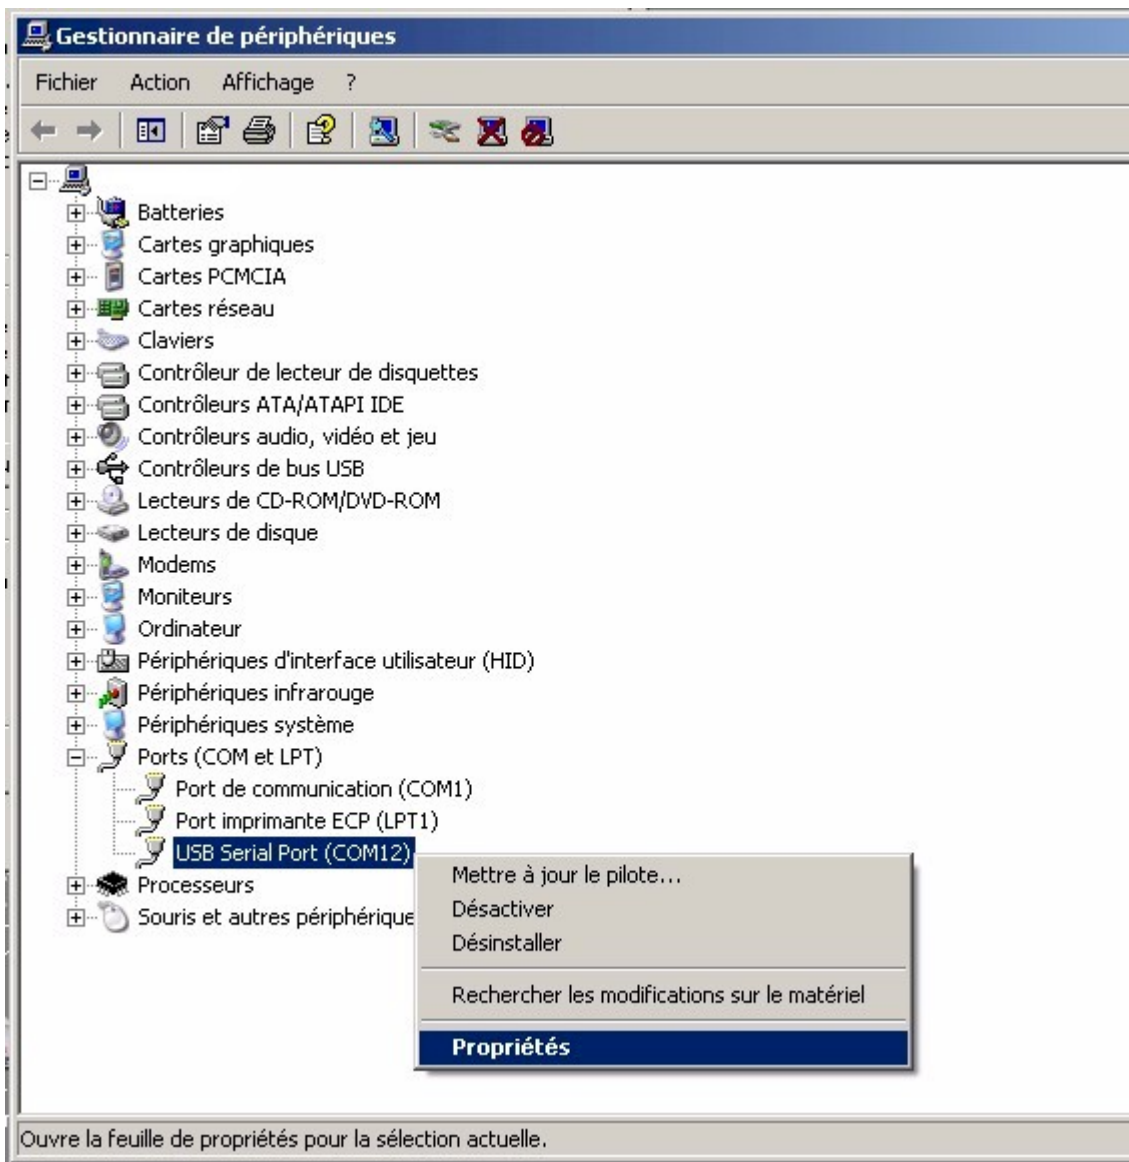 Gestionnaire de périphériques
Fichier Action Affichage ?
Batteries
Cartes graphiques
Cartes PCMCIA
Cartes réseau
Claviers
Contrôleur de lecteur de disquettes
Contrôleurs ATA/ATAPI IDE
Contrôleurs audio, vidéo et jeu
Contrôleurs de bus USB
Lecteurs de CD-ROM/DVD-ROM
Lecteurs de disque
Modems
Moniteurs
Ordinateur
Périphériques d'interface utilisateur (HID)
Périphériques infrarouge
Périphériques système
Ports (COM et LPT)
Port de communication (COM1)
Port imprimante ECP (LPT1)
USB Serial Port (COM12)
Processeurs
Souris et autres périphérique
Mettre à jour le pilote...
Désactiver
Désinstaller
Rechercher les modifications sur le matériel
Propriétés
Ouvre la feuille de propriétés pour la sélection actuelle.